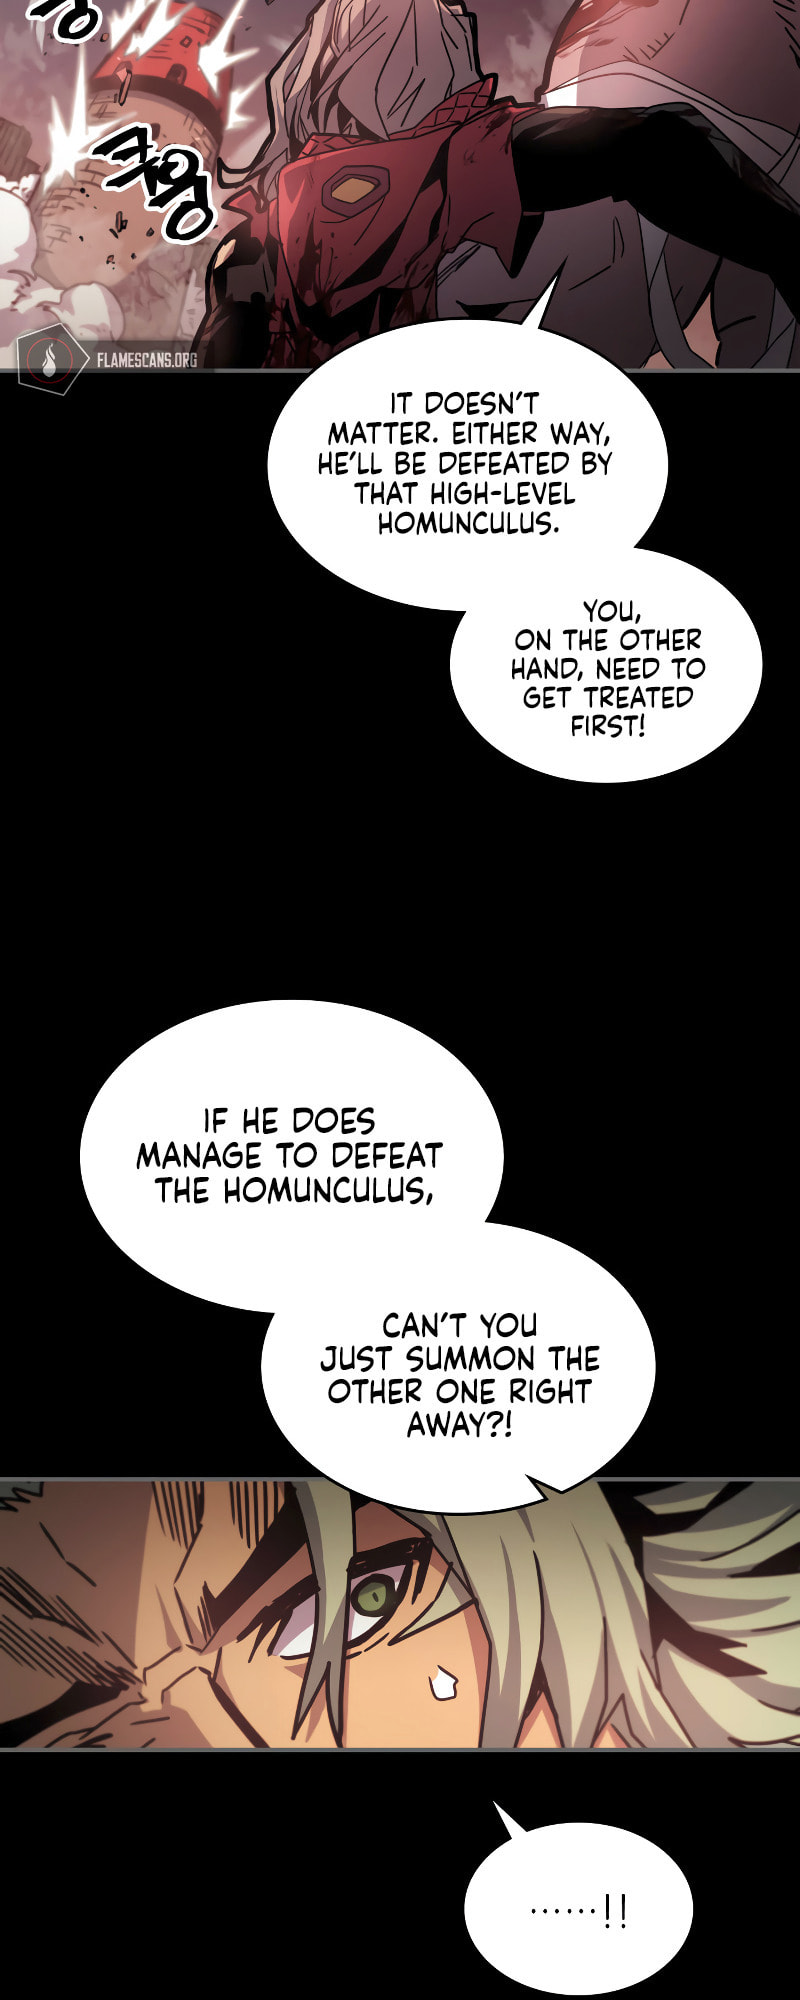 쿠웅
FLAMESCANS.ORG
IT DOESN'T
MATTER. EITHER WAY,
HE'LL BE DEFEATED BY
THAT HIGH-LEVEL
HOMUNCULUS.
YOU,
ON THE OTHER
HAND, NEED TO
GET TREATED
FIRST!
IF HE DOES
MANAGE TO DEFEAT
THE HOMUNCULUS,
CAN'T YOU
JUST SUMMON THE
OTHER ONE RIGHT
AWAY?!
......!!